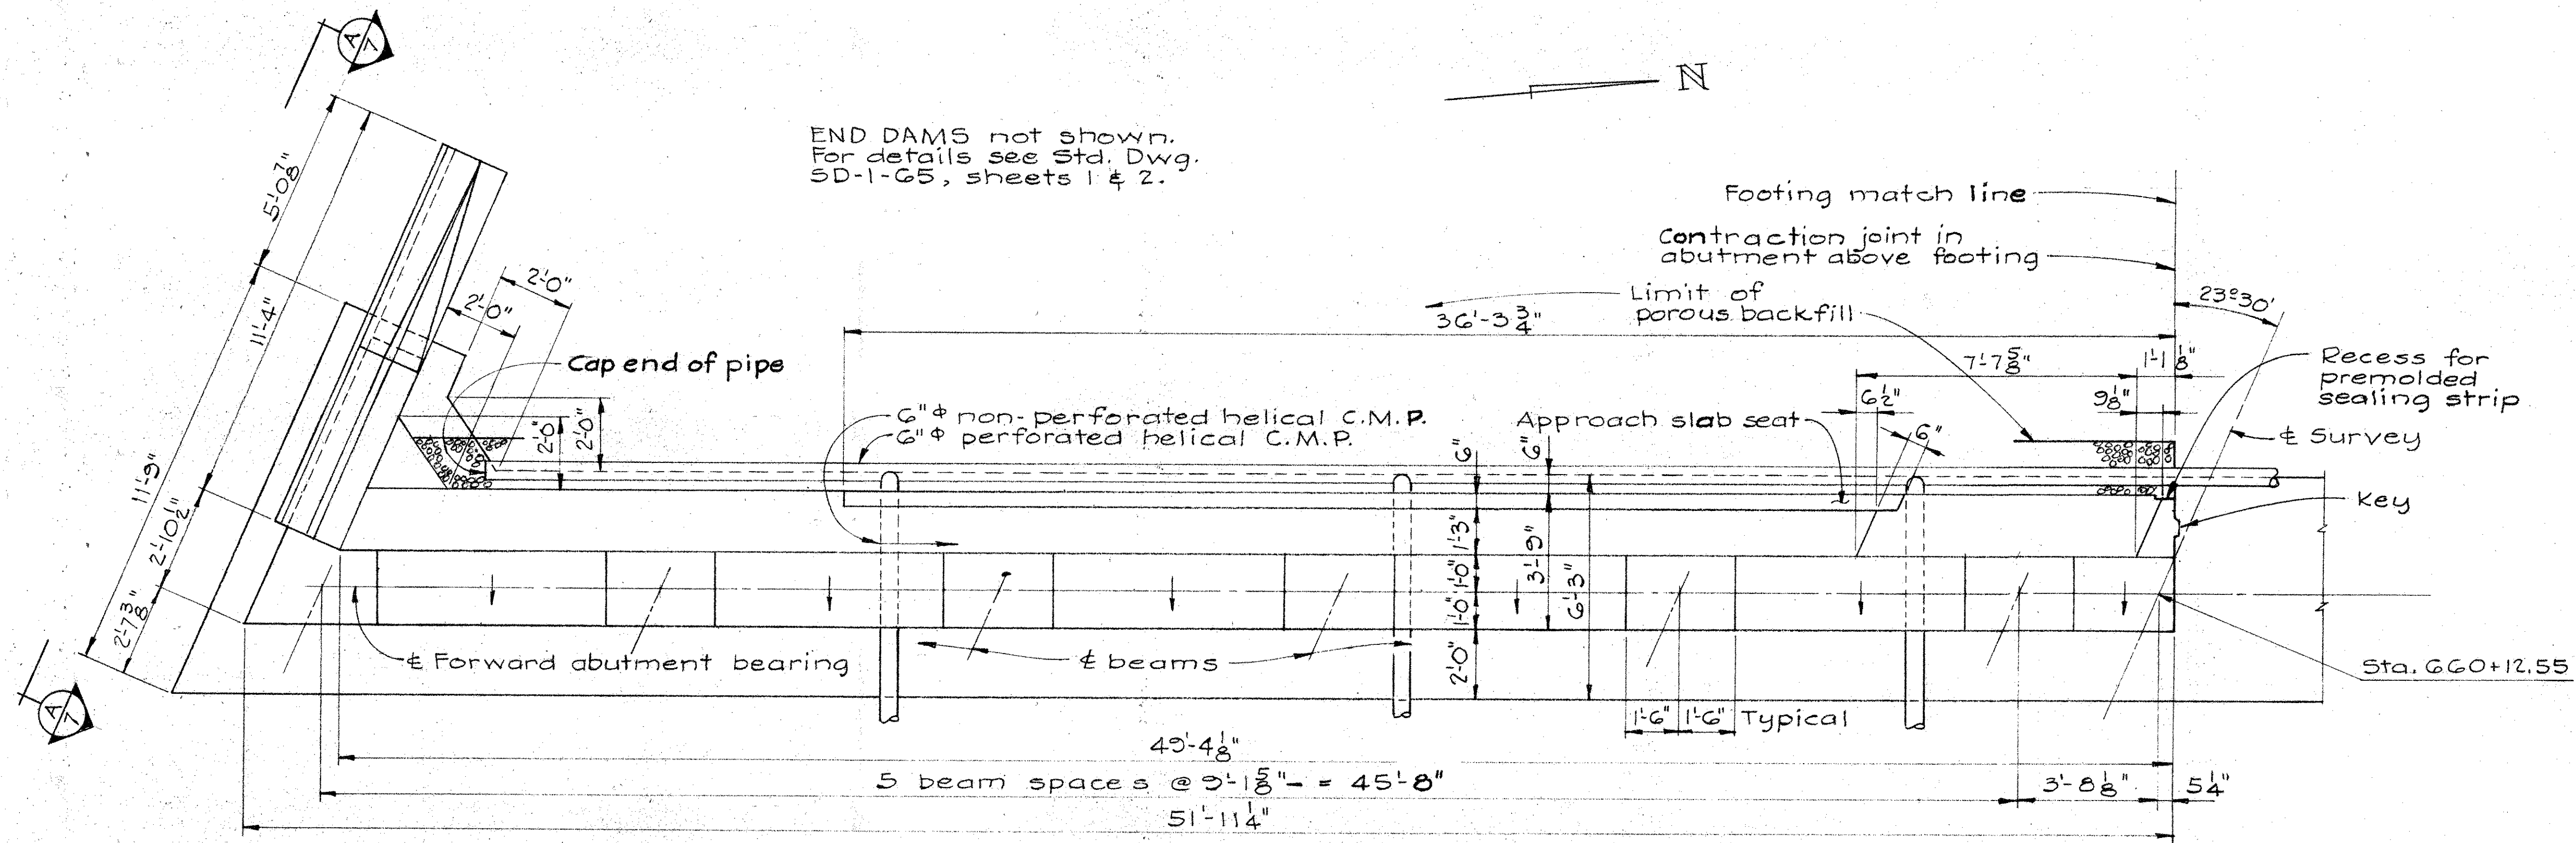 A
7
N
END DAMS not shown.
For details see Std. Dwg.
SD-1-65, sheets 1 & 2.
Footing match line
Contraction joint in
abutment above footing
Limit of
porous backfill
23°30'
36'-3 3/4"
5'-0 7/8"
11'-4"
2'-0"
2'-0"
Cap end of pipe
2'-0"
2'-0"
7'-7 5/8"
1'-1 1/8"
Recess for
premolded
sealing strip
6 1/2"
9 1/8"
6"ϕ non-perforated helical C.M.P.
6"ϕ perforated helical C.M.P.
Approach slab seat
6"
6"
6"
℄ Survey
Key
11'-9"
2'-10 1/2"
2'-7 3/8"
1'-3"
1'-0"
1'-0"
3'-9"
6'-3"
2'-0"
℄ Forward abutment bearing
℄ beams
Sta. 660+12.55
A
7
1'-6" 1'-6" Typical
49'-4 1/8"
5 beam spaces @ 9'-1 5/8"- = 45'-8"
3'-8 1/8"
5 1/4"
51'-11 1/4"